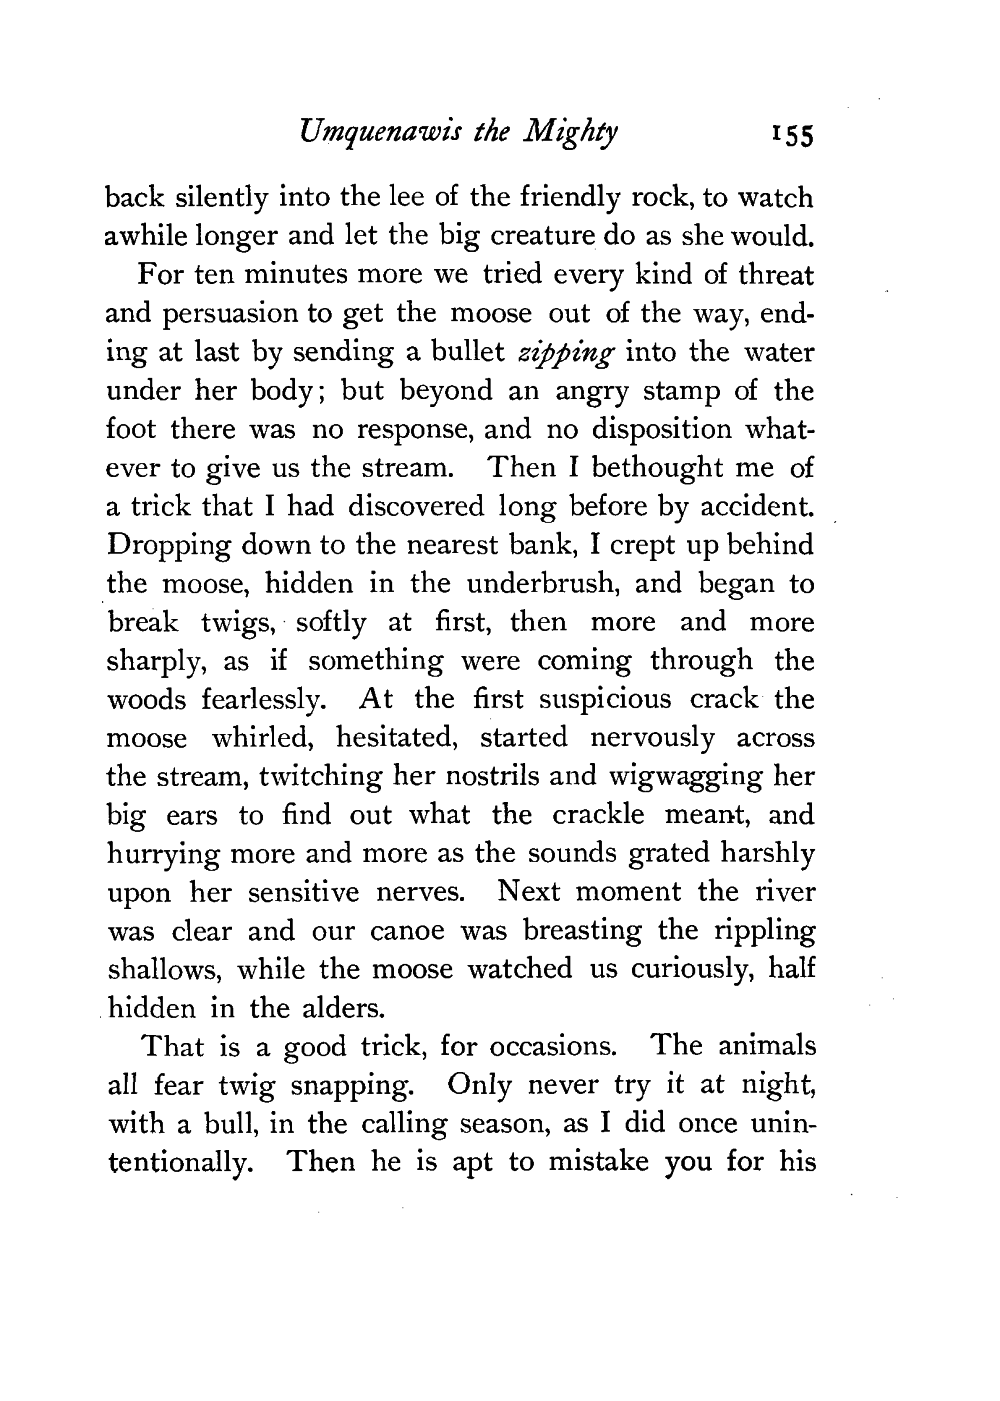 Umquenawis the Mighty 155
back silently into the lee of the friendly rock, to watch
awhile longer and let the big creature do as she would.
For ten minutes more we tried every kind of threat
and persuasion to get the moose out of the way, end-
ing at last by sending a bullet zipping into the water
under her body; but beyond an angry stamp of the
foot there was no response, and no disposition what-
ever to give us the stream. Then I bethought me of
a trick that I had discovered long before by accident.
Dropping down to the nearest bank, I crept up behind
the moose, hidden in the underbrush, and began to
break twigs, softly at first, then more and more
sharply, as if something were coming through the
woods fearlessly. At the first suspicious crack the
moose whirled, hesitated, started nervously across
the stream, twitching her nostrils and wigwagging her
big ears to find out what the crackle meant, and
hurrying more and more as the sounds grated harshly
upon her sensitive nerves. Next moment the river
was clear and our canoe was breasting the rippling
shallows, while the moose watched us curiously, half
hidden in the alders.
That is a good trick, for occasions. The animals
all fear twig snapping. Only never try it at night,
with a bull, in the calling season, as I did once unin-
tentionally. Then he is apt to mistake you for his